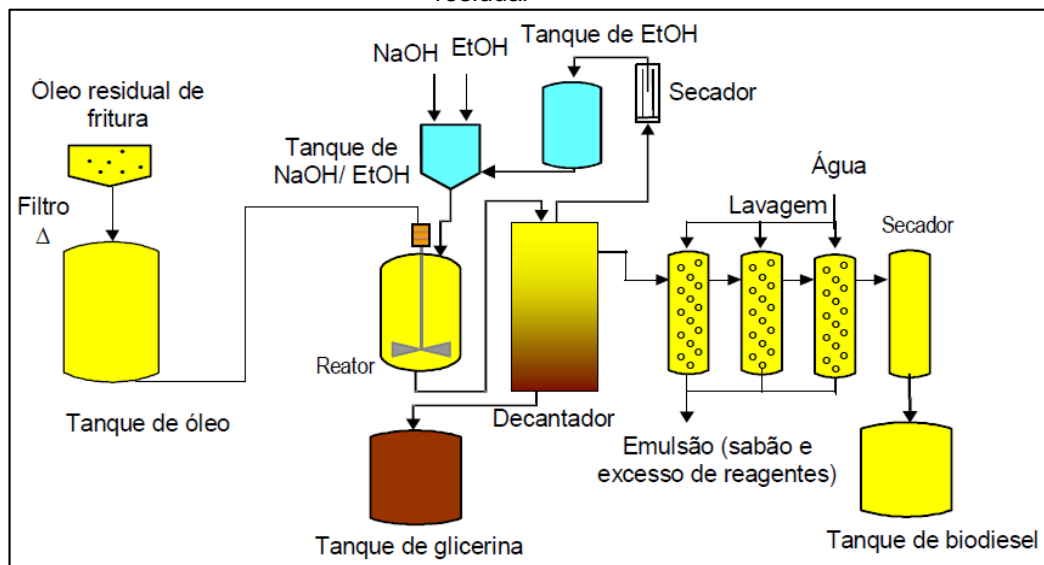 residual
Tanque de EtOH
NaOH
EtOH
Óleo residual de
fritura
Secador
Tanque de
NaOH/ EtOH
Água
Filtro
Δ
Lavagem
Secador
Reator
Tanque de óleo
Decantador
Emulsão (sabão e
excesso de reagentes)
Tanque de glicerina
Tanque de biodiesel